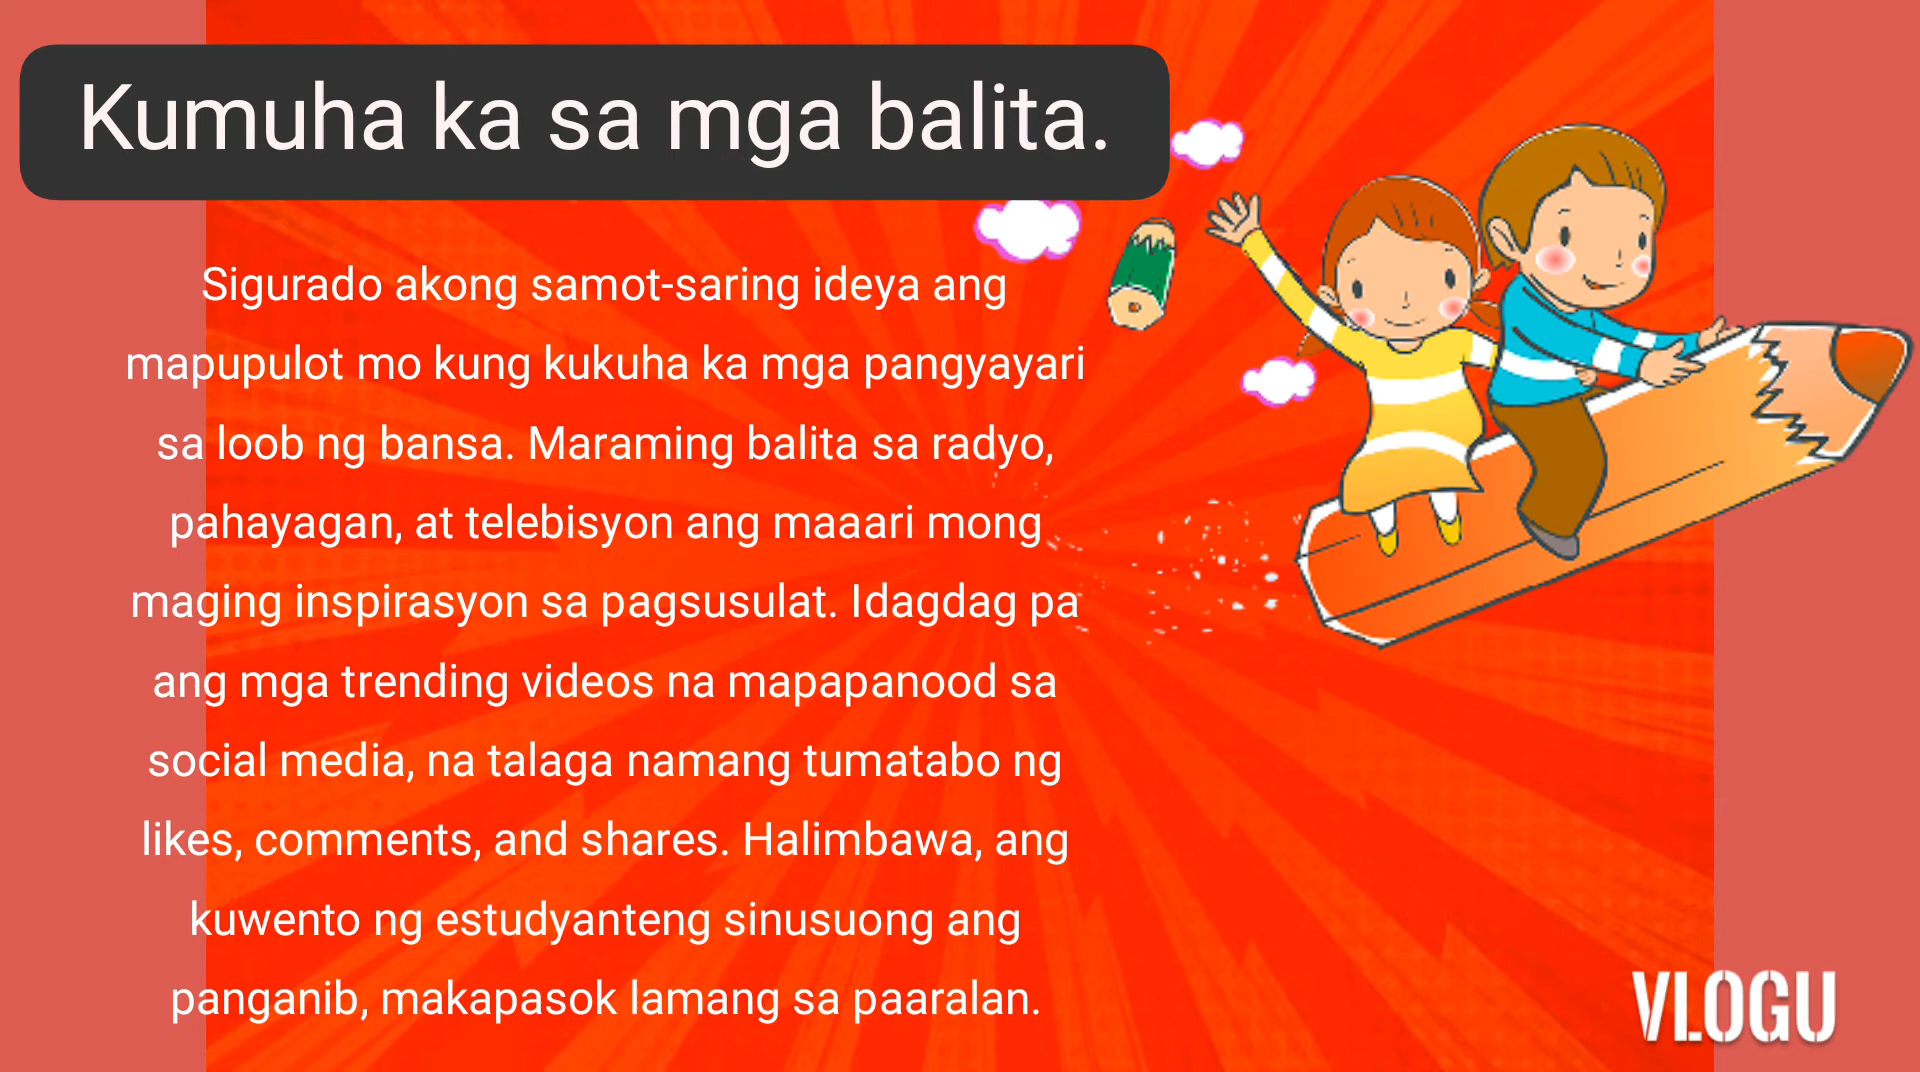 Kumuha ka sa mga balita.
Sigurado akong samot-saring ideya ang
mapupulot mo kung kukuha ka mga pangyayari
sa loob ng bansa. Maraming balita sa radyo,
pahayagan, at telebisyon ang maaari mong
maging inspirasyon sa pagsusulat. Idagdag pa
ang mga trending videos na mapapanood sa
social media, na talaga namang tumatabo ng
likes, comments, and shares. Halimbawa, ang
kuwento ng estudyanteng sinusuong ang
panganib, makapasok lamang sa paaralan.
VLOGU